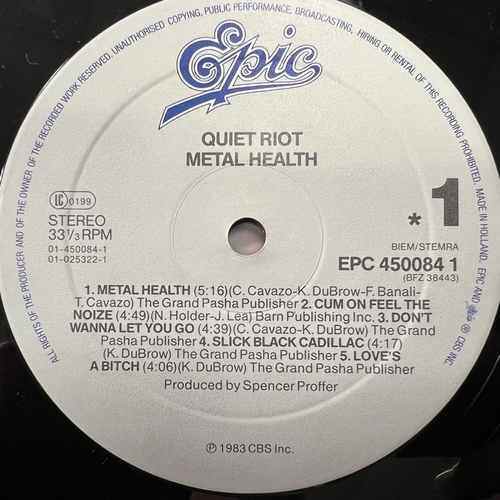 ALL RIGHTS OF THE PRODUCER AND OF THE OWNER OF THE RECORDED WORK RESERVED. UNAUTHORISED COPYING, PUBLIC PERFORMANCE, BROADCASTING, HIRING OR RENTAL OF THIS RECORDING PROHIBITED. MADE IN HOLLAND. EPIC AND ® CBS INC.
Epic
QUIET RIOT
METAL HEALTH
LC 0199
STEREO
33 1/3 RPM
01-450084-1
01-025322-1
* 1
BIEM/STEMRA
EPC 450084 1
(BFZ 38443)
1. METAL HEALTH (5:16)(C. Cavazo-K. DuBrow-F. Banali-
T. Cavazo) The Grand Pasha Publisher 2. CUM ON FEEL THE
NOIZE (4:49)(N. Holder-J. Lea) Barn Publishing Inc. 3. DON'T
WANNA LET YOU GO (4:39)(C. Cavazo-K. DuBrow) The Grand
Pasha Publisher 4. SLICK BLACK CADILLAC (4:17)
(K. DuBrow) The Grand Pasha Publisher 5. LOVE'S
A BITCH (4:06)(K. DuBrow) The Grand Pasha Publisher
Produced by Spencer Proffer
℗ 1983 CBS Inc.